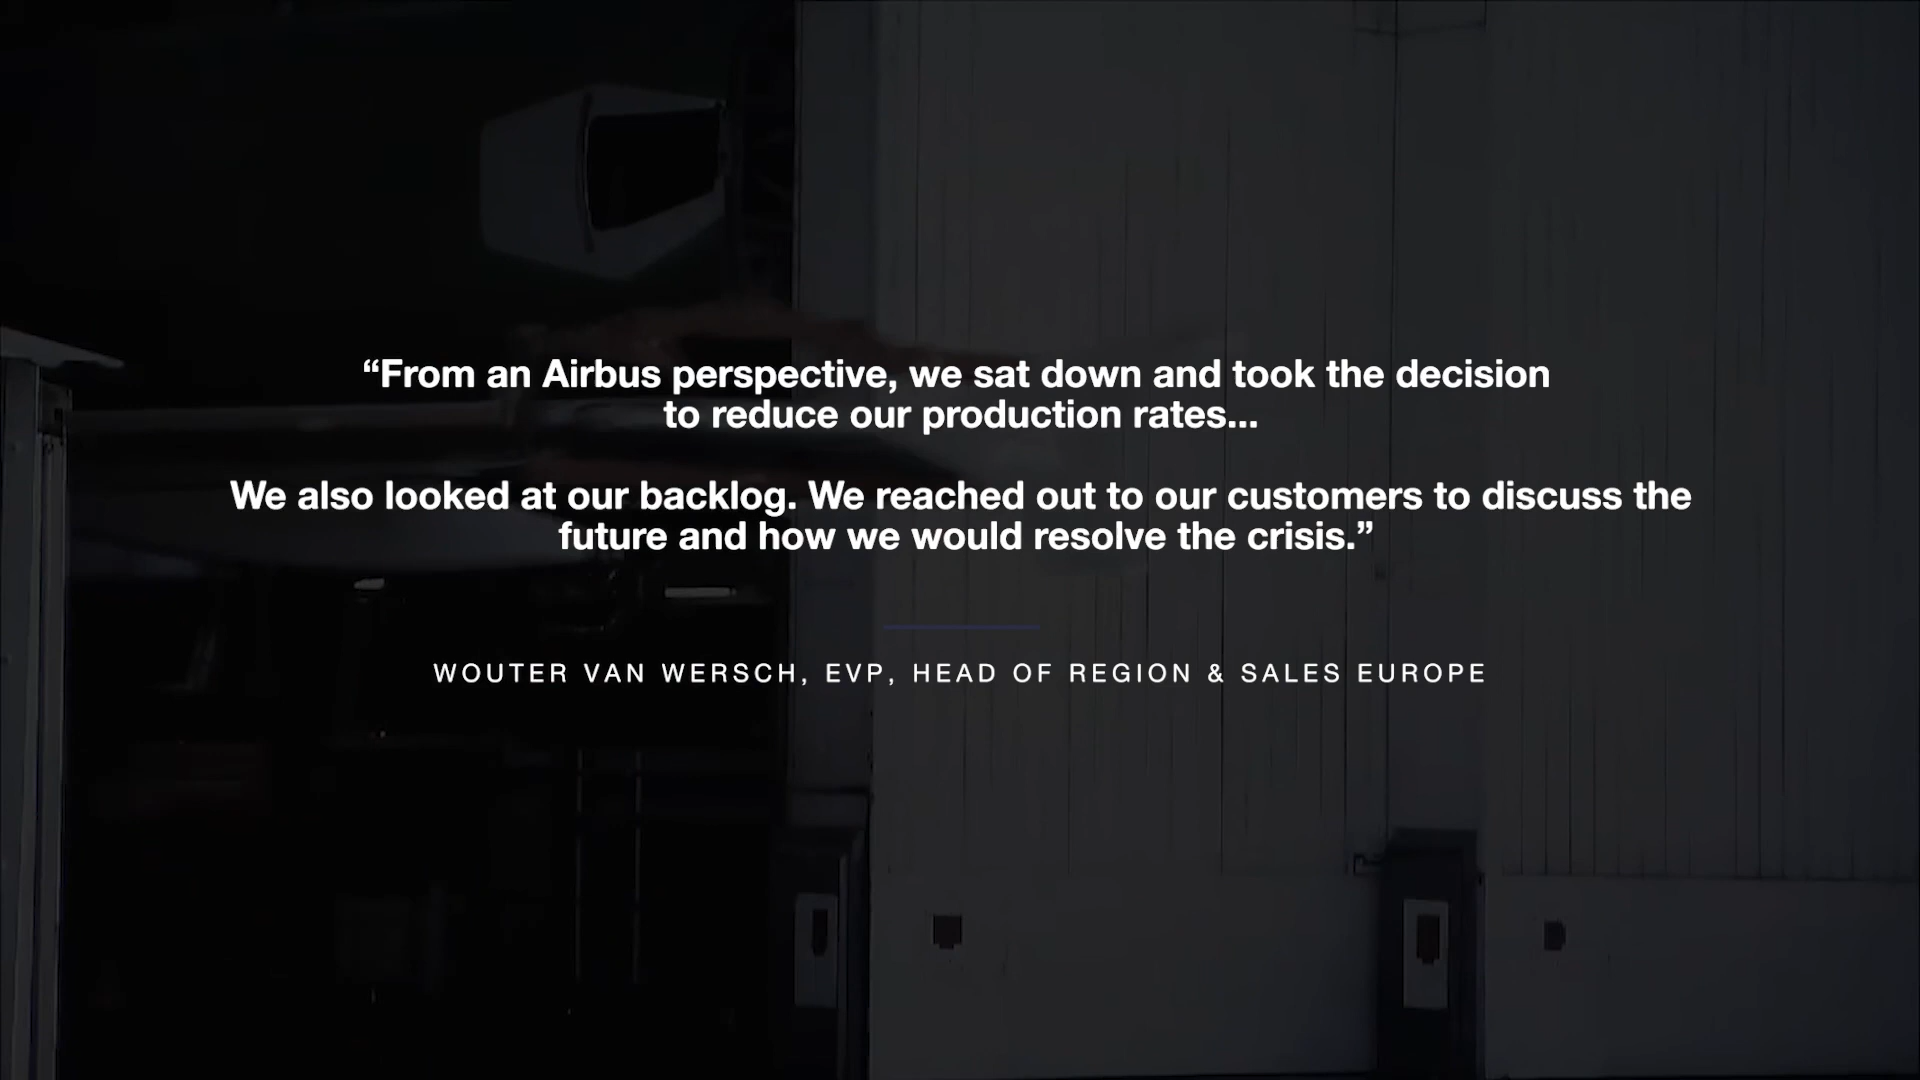 “From an Airbus perspective, we sat down and took the decision
to reduce our production rates...
We also looked at our backlog. We reached out to our customers to discuss the
future and how we would resolve the crisis.”
WOUTER VAN WERSCH, EVP, HEAD OF REGION & SALES EUROPE